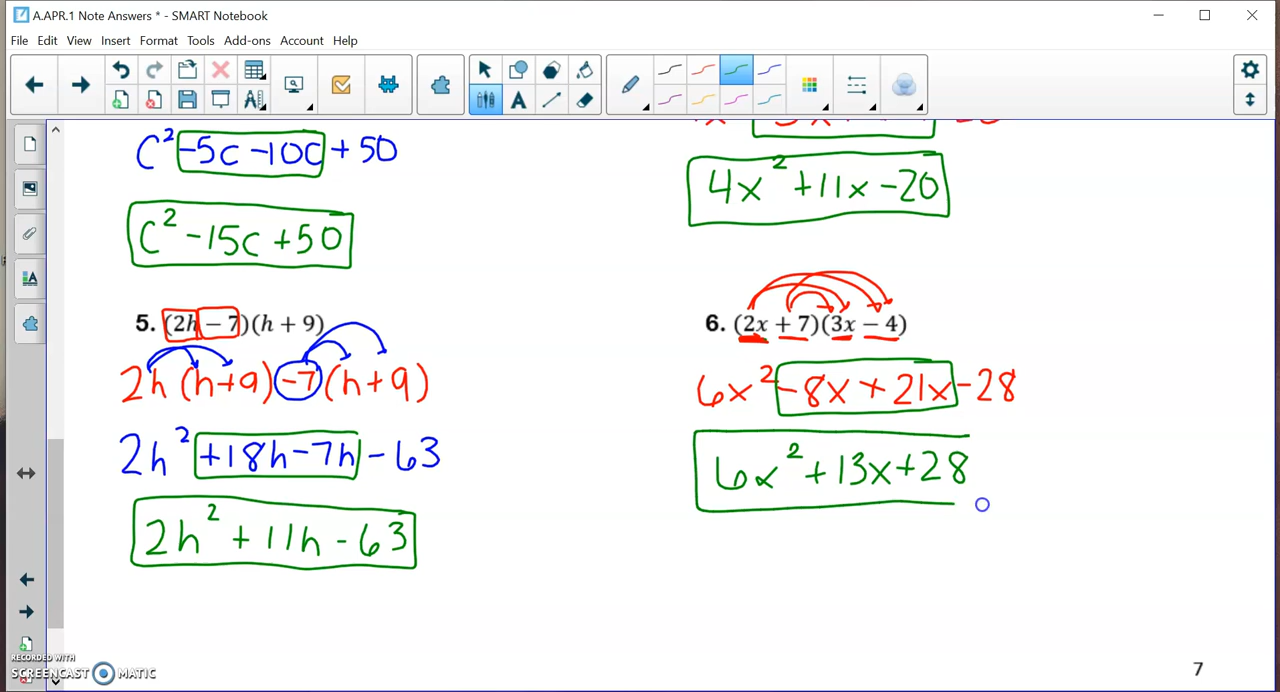 A.APR.1 Note Answers * - SMART Notebook
File Edit View Insert Format Tools Add-ons Account Help
C² -5C -10C + 50
C² -15C +50
5. (2h − 7)(h + 9)
2h (h+9) -7 (h+9)
2h² +18h -7h - 63
2h² + 11h - 63
4x² +11x -20
6. (2x + 7)(3x − 4)
6x² -8x + 21x -28
6x² +13x+28
RECORDED WITH
SCREENCAST MATIC
7